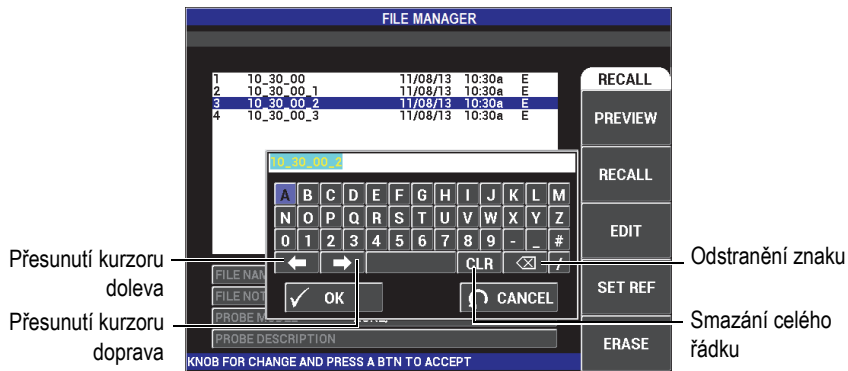 FILE MANAGER
1 10_30_00 11/08/13 10:30a E
2 10_30_00_1 11/08/13 10:30a E
3 10_30_00_2 11/08/13 10:30a E
4 10_30_00_3 11/08/13 10:30a E
RECALL
PREVIEW
RECALL
EDIT
SET REF
ERASE
10_30_00_2
A B C D E F G H I J K L M
N O P Q R S T U V W X Y Z
0 1 2 3 4 5 6 7 8 9 - _ #
CLR /
OK CANCEL
FILE
FILE
PROBE
PROBE DESCRIPTION
KNOB FOR CHANGE AND PRESS A BTN TO ACCEPT
Přesunutí kurzoru
doleva
Přesunutí kurzoru
doprava
Odstranění znaku
Smazání celého
řádku